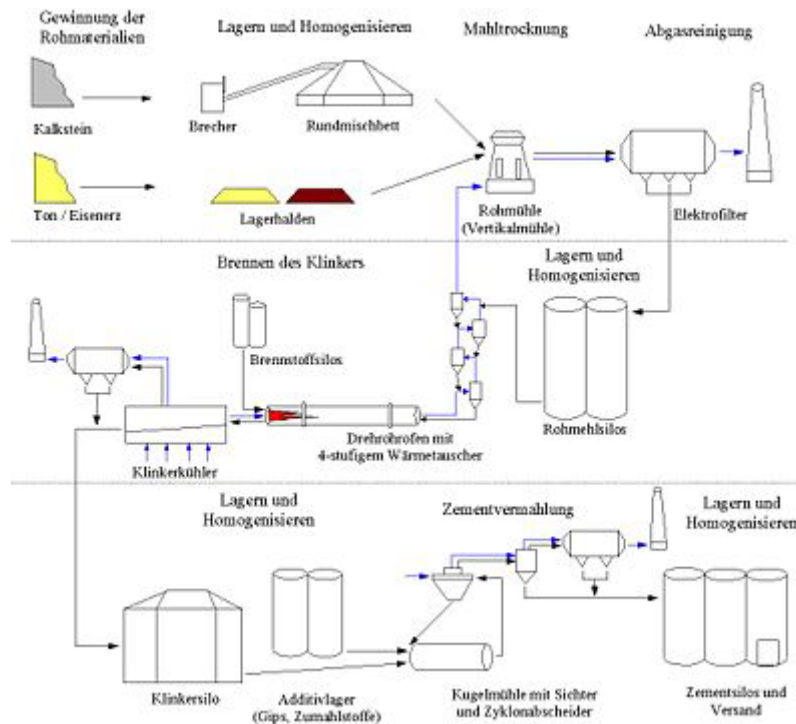 Gewinnung der
Rohmaterialien
Lagern und Homogenisieren
Mahltrocknung
Abgasreinigung
Kalkstein
Brecher
Rundmischbett
Ton / Eisenerz
Lagerhalden
Rohmühle
(Vertikalmühle)
Elektrofilter
Brennen des Klinkers
Lagern und
Homogenisieren
Brennstoffsilos
Klinkerkühler
Drehrohrofen mit
4-stufigem Wärmetauscher
Rohmehlsilos
Lagern und
Homogenisieren
Zementvermahlung
Lagern und
Homogenisieren
Klinkersilo
Additivlager
(Gips, Zumahlstoffe)
Kugelmühle mit Sichter
und Zyklonabscheider
Zementsilos und
Versand